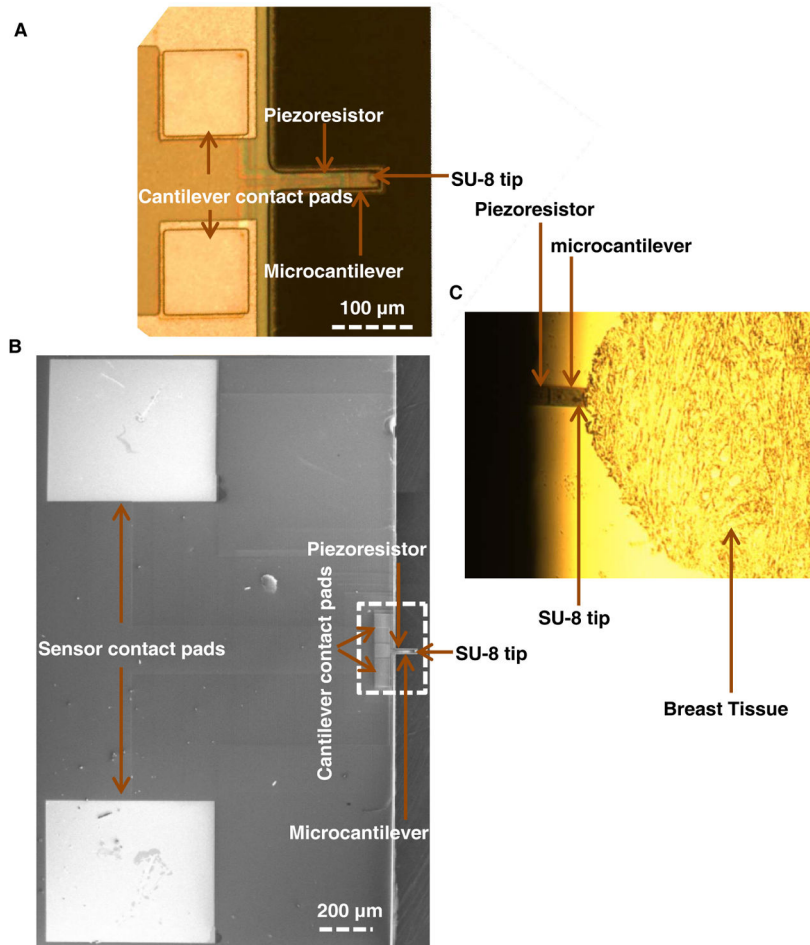 A
Piezoresistor
SU-8 tip
Cantilever contact pads
Microcantilever
100 μm
Piezoresistor
microcantilever
C
SU-8 tip
Breast Tissue
B
Piezoresistor
Cantilever contact pads
Sensor contact pads
SU-8 tip
Microcantilever
200 μm